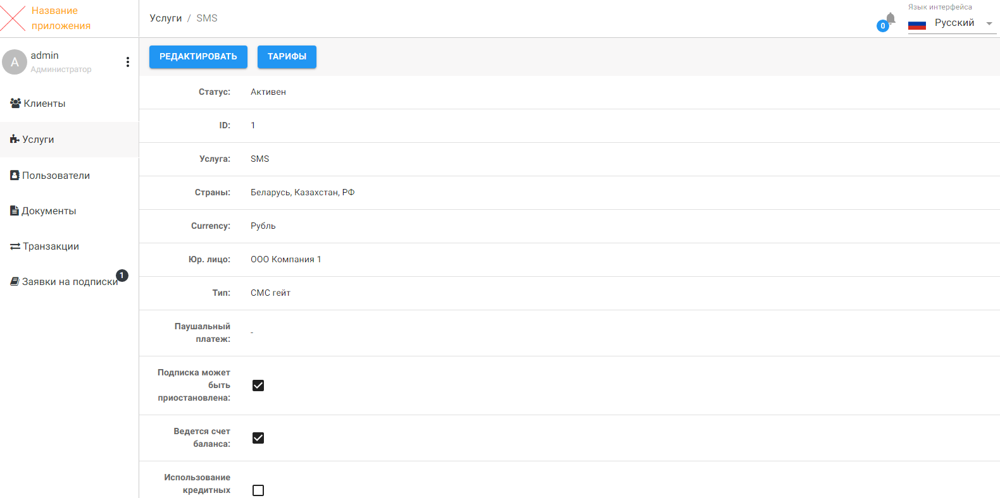 Название
приложения
Услуги / SMS
0
Язык интерфейса
Русский
A
admin
Администратор
Клиенты
Услуги
Пользователи
Документы
Транзакции
Заявки на подписки
1
РЕДАКТИРОВАТЬ
ТАРИФЫ
Статус: Активен
ID: 1
Услуга: SMS
Страны: Беларусь, Казахстан, РФ
Currency: Рубль
Юр. лицо: ООО Компания 1
Тип: СМС гейт
Паушальный
платеж: -
Подписка может
быть
приостановлена:
Ведется счет
баланса:
Использование
кредитных